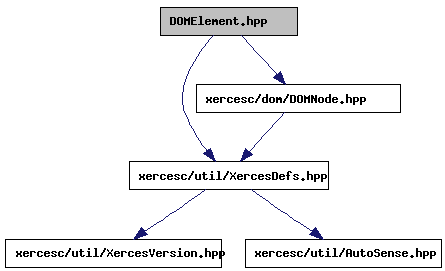 DOMElement.hpp
xercesc/dom/DOMNode.hpp
xercesc/util/XercesDefs.hpp
xercesc/util/XercesVersion.hpp
xercesc/util/AutoSense.hpp